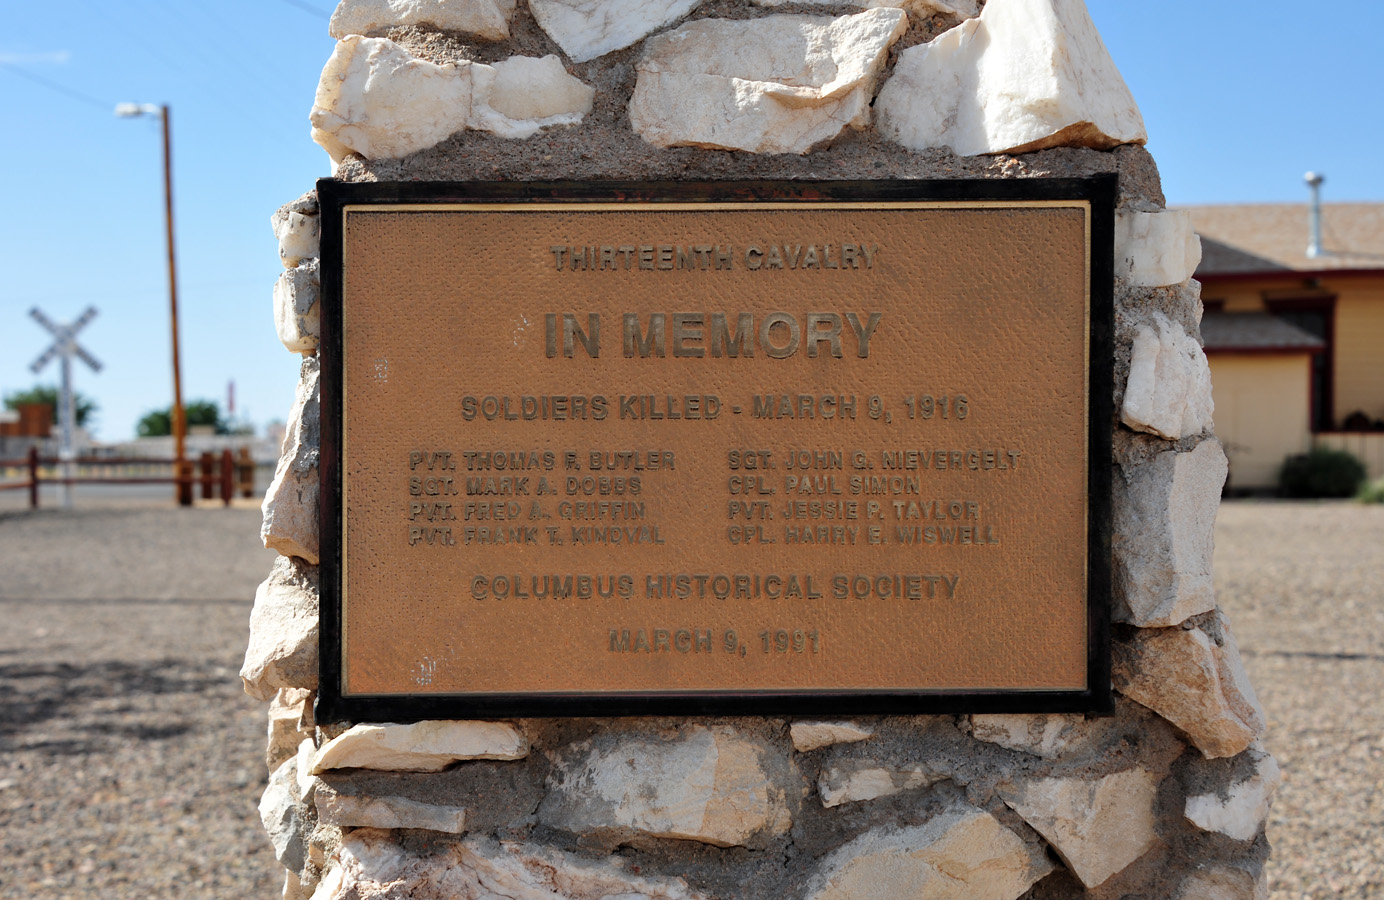 THIRTEENTH CAVALRY
IN MEMORY
SOLDIERS KILLED - MARCH 9, 1916
PVT. THOMAS F. BUTLER
SGT. MARK A. DOBBS
PVT. FRED A. GRIFFIN
PVT. FRANK T. KINDVAL
SGT. JOHN G. NIEVERGELT
CPL. PAUL SIMON
PVT. JESSIE P. TAYLOR
CPL. HARRY E. WISWELL
COLUMBUS HISTORICAL SOCIETY
MARCH 9, 1991